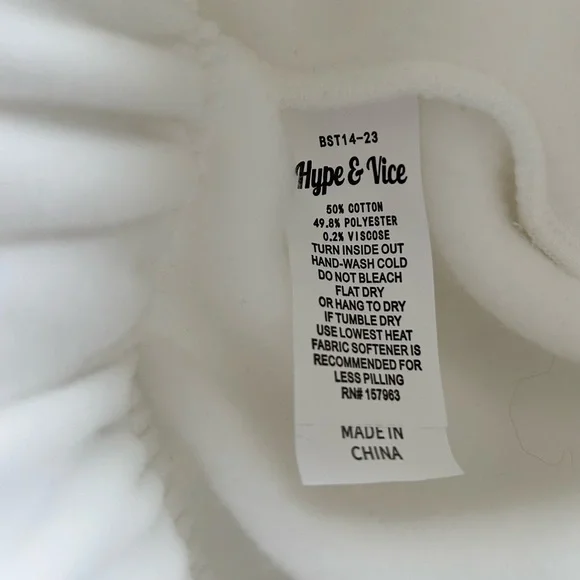 BST14-23
Hype & Vice
50% COTTON
49.8% POLYESTER
0.2% VISCOSE
TURN INSIDE OUT
HAND-WASH COLD
DO NOT BLEACH
FLAT DRY
OR HANG TO DRY
IF TUMBLE DRY
USE LOWEST HEAT
FABRIC SOFTENER IS
RECOMMENDED FOR
LESS PILLING
RN# 157963
MADE IN
CHINA